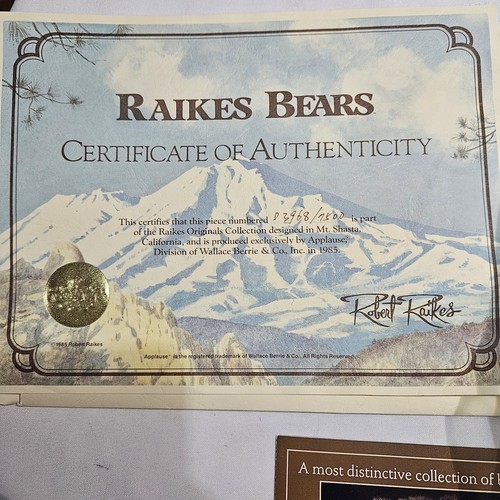 RAIKES BEARS
CERTIFICATE OF AUTHENTICITY
This certifies that this piece numbered /7500 is part
of the Raikes Originals Collection designed in Mt. Shasta,
California, and is produced exclusively by Applause,
Division of Wallace Berrie & Co., Inc. in 1985.
Robert Raikes
© 1985 Robert Raikes
Applause is the registered trademark of Wallace Berrie & Co., All Rights Reserved.
A most distinctive collection of